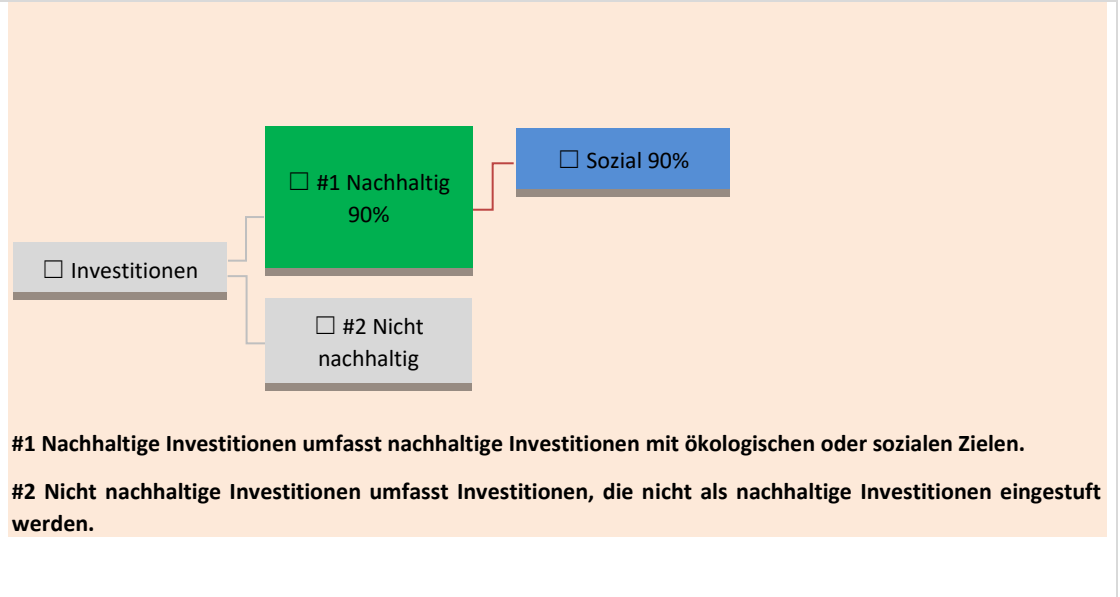 ☐ Sozial 90%
☐ #1 Nachhaltig
90%
☐ Investitionen
☐ #2 Nicht
nachhaltig
#1 Nachhaltige Investitionen umfasst nachhaltige Investitionen mit ökologischen oder sozialen Zielen.
#2 Nicht nachhaltige Investitionen umfasst Investitionen, die nicht als nachhaltige Investitionen eingestuft
werden.